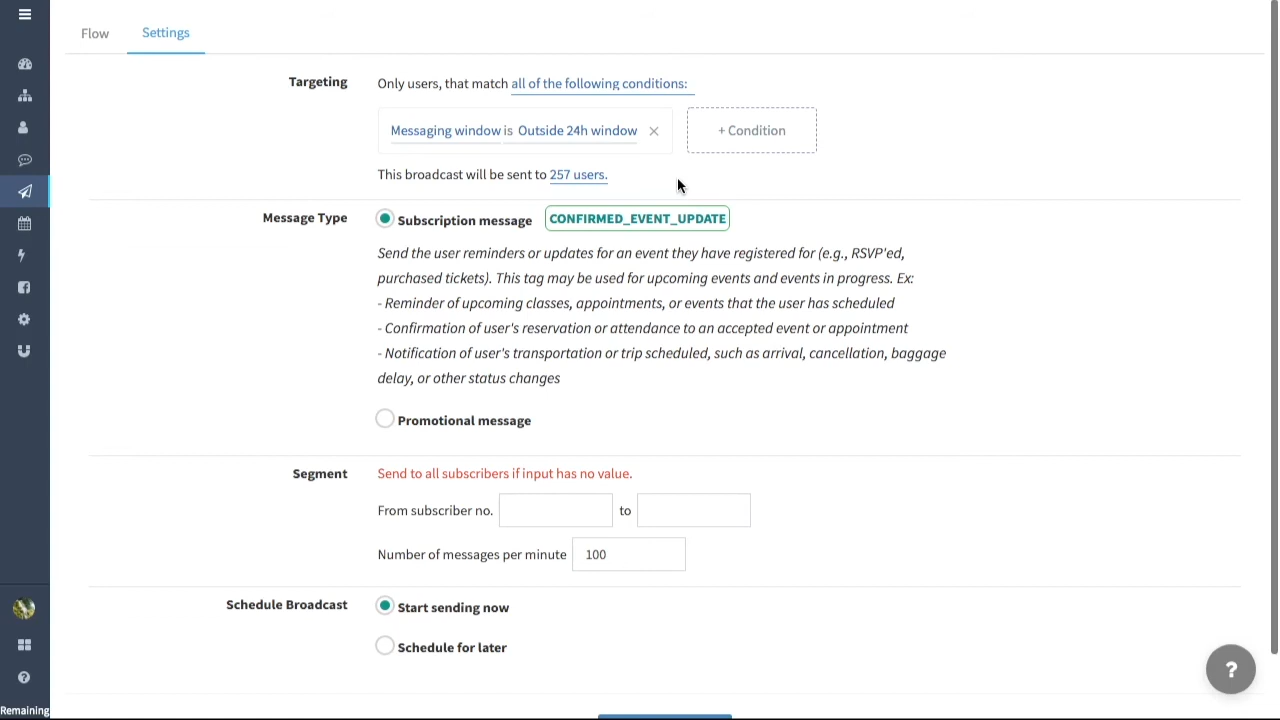 Flow Settings
Targeting Only users, that match all of the following conditions:
Messaging window is Outside 24h window × + Condition
This broadcast will be sent to 257 users.
Message Type Subscription message CONFIRMED_EVENT_UPDATE
Send the user reminders or updates for an event they have registered for (e.g., RSVP'ed,
purchased tickets). This tag may be used for upcoming events and events in progress. Ex:
- Reminder of upcoming classes, appointments, or events that the user has scheduled
- Confirmation of user's reservation or attendance to an accepted event or appointment
- Notification of user's transportation or trip scheduled, such as arrival, cancellation, baggage
delay, or other status changes
Promotional message
Segment Send to all subscribers if input has no value.
From subscriber no. to
Number of messages per minute 100
Schedule Broadcast Start sending now
Schedule for later
?
Remaining